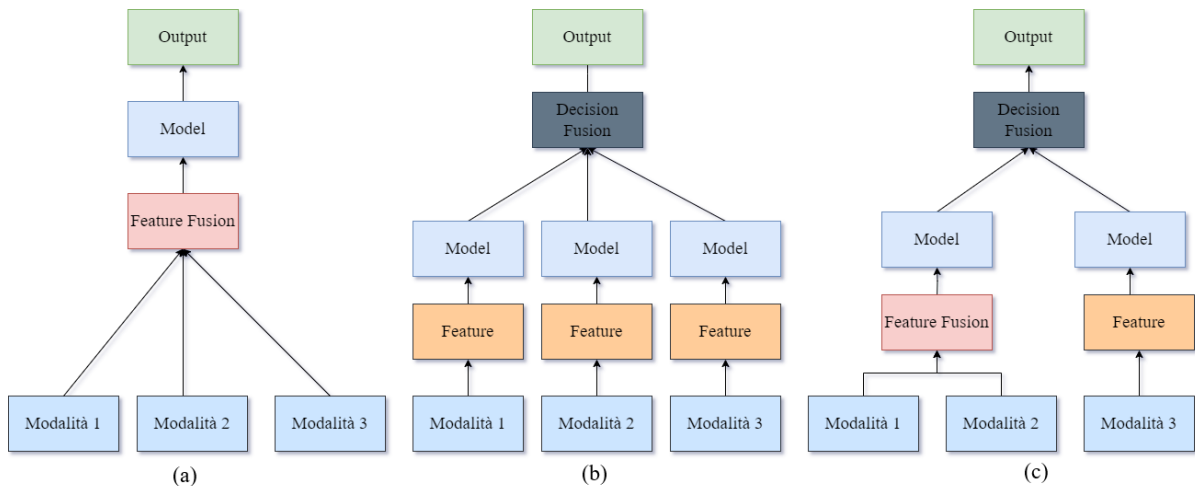 Output
Model
Feature Fusion
Modalità 1
Modalità 2
Modalità 3
(a)
Output
Decision
Fusion
Model
Model
Model
Feature
Feature
Feature
Modalità 1
Modalità 2
Modalità 3
(b)
Output
Decision
Fusion
Model
Model
Feature Fusion
Feature
Modalità 1
Modalità 2
Modalità 3
(c)